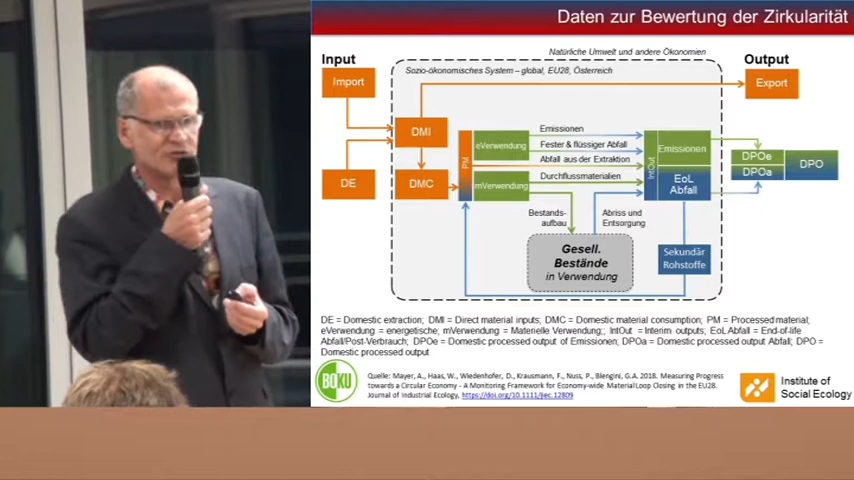 Daten zur Bewertung der Zirkularität
Natürliche Umwelt und andere Ökonomien
Input
Output
Sozio-ökonomisches System – global, EU28, Österreich
Import
Export
DMI
DE
DMC
PM
eVerwendung
mVerwendung
Emissionen
Fester & flüssiger Abfall
Abfall aus der Extraktion
Durchflussmaterialien
IntOut
Emissionen
EoL
Abfall
DPOe
DPOa
DPO
Bestands-
aufbau
Abriss und
Entsorgung
Gesell.
Bestände
in Verwendung
Sekundär
Rohstoffe
DE = Domestic extraction; DMI = Direct material inputs; DMC = Domestic material consumption; PM = Processed material;
eVerwendung = energetische; mVerwendung = Materielle Verwendung,; IntOut = Interim outputs; EoL Abfall = End-of-life
Abfall/Post-Verbrauch; DPOe = Domestic processed output of Emissionen; DPOa = Domestic processed output Abfall; DPO =
Domestic processed output
BOKU
Quelle: Mayer, A., Haas, W., Wiedenhofer, D., Krausmann, F., Nuss, P., Blengini, G.A. 2018. Measuring Progress
towards a Circular Economy - A Monitoring Framework for Economy-wide Material Loop Closing in the EU28.
Journal of Industrial Ecology, https://doi.org/10.1111/jiec.12809
Institute of
Social Ecology